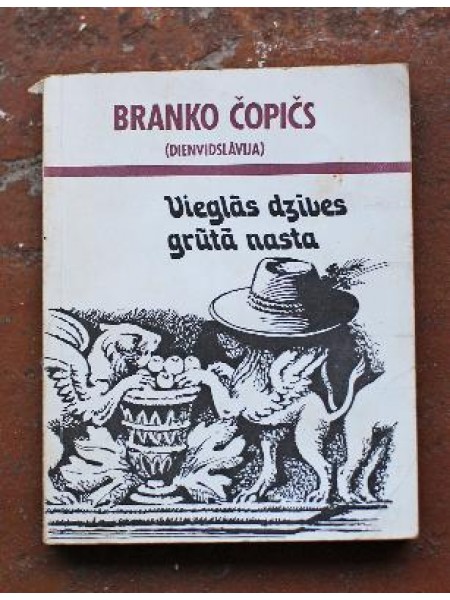 BRANKO ČOPIČS
(DIENVIDSLĀVIJA)
Vieglās dzīves
grūtā nasta